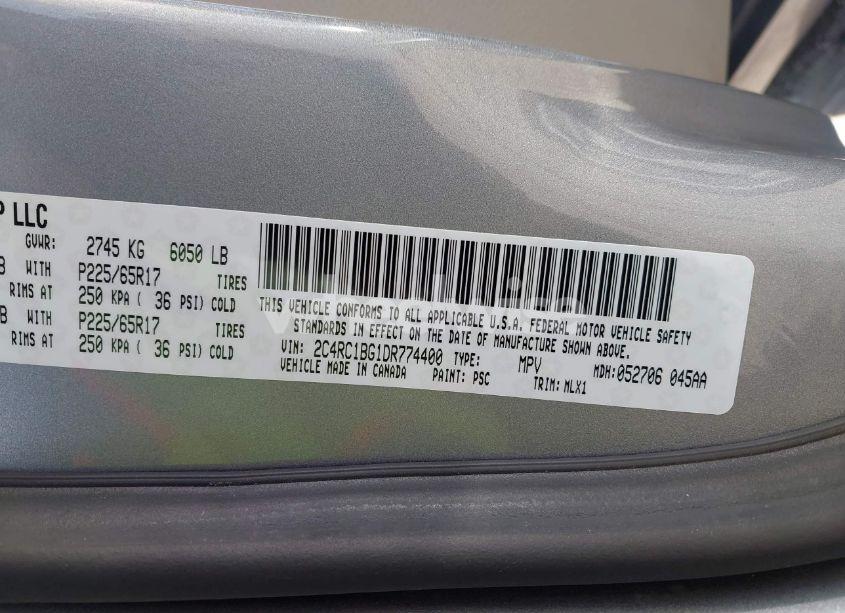 P LLC
GVWR: 2745 KG 6050 LB
B WITH P225/65R17 TIRES
RIMS AT 250 KPA ( 36 PSI) COLD
B WITH P225/65R17 TIRES
RIMS AT 250 KPA ( 36 PSI) COLD
THIS VEHICLE CONFORMS TO ALL APPLICABLE U.S.A. FEDERAL MOTOR VEHICLE SAFETY
STANDARDS IN EFFECT ON THE DATE OF MANUFACTURE SHOWN ABOVE.
VIN: 2C4RC1BG1DR774400 TYPE: MPV MDH:052706 045AA
VEHICLE MADE IN CANADA PAINT: PSC TRIM: MLX1